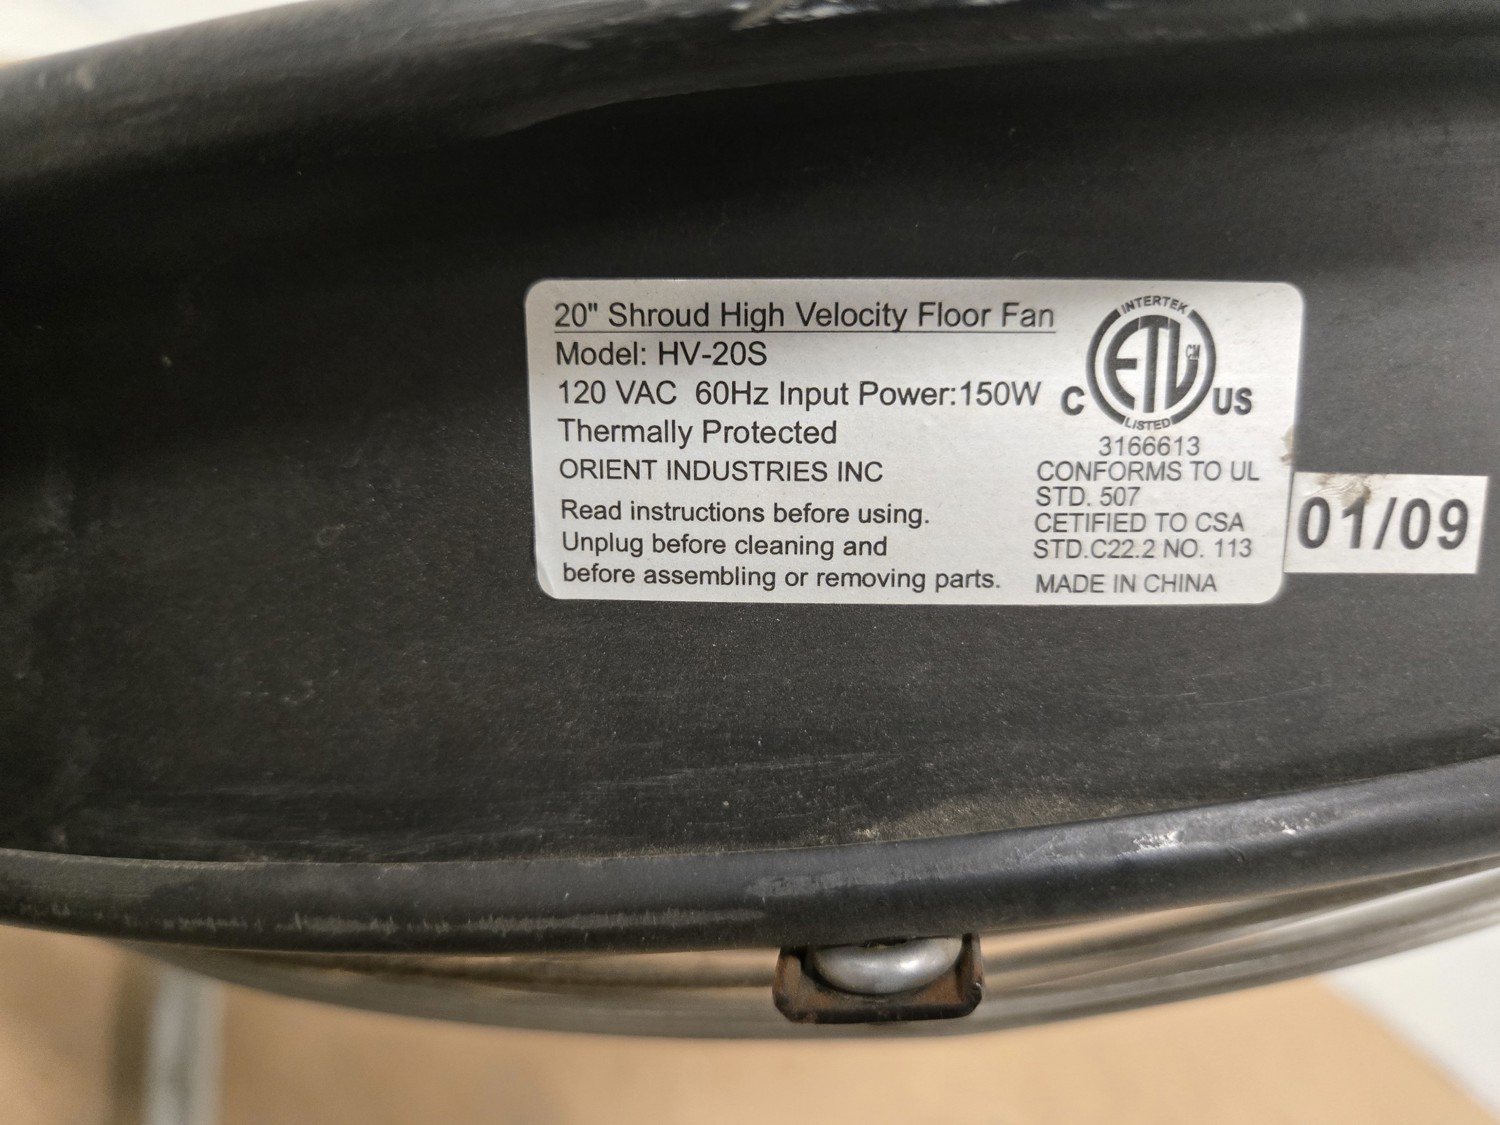 20" Shroud High Velocity Floor Fan
Model: HV-20S
120 VAC 60Hz Input Power:150W
Thermally Protected
ORIENT INDUSTRIES INC
Read instructions before using.
Unplug before cleaning and
before assembling or removing parts.
INTERTEK
ETL CM
C US
LISTED
3166613
CONFORMS TO UL
STD. 507
CETIFIED TO CSA
STD.C22.2 NO. 113
MADE IN CHINA
01/09